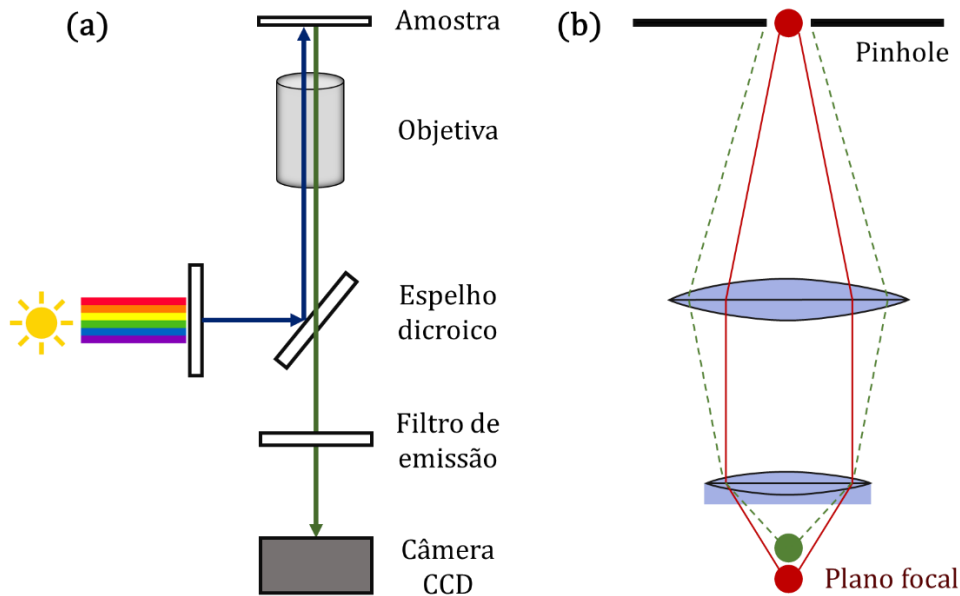 (a)
Amostra
Objetiva
Espelho
dicroico
Filtro de
emissão
Câmera
CCD
(b)
Pinhole
Plano focal